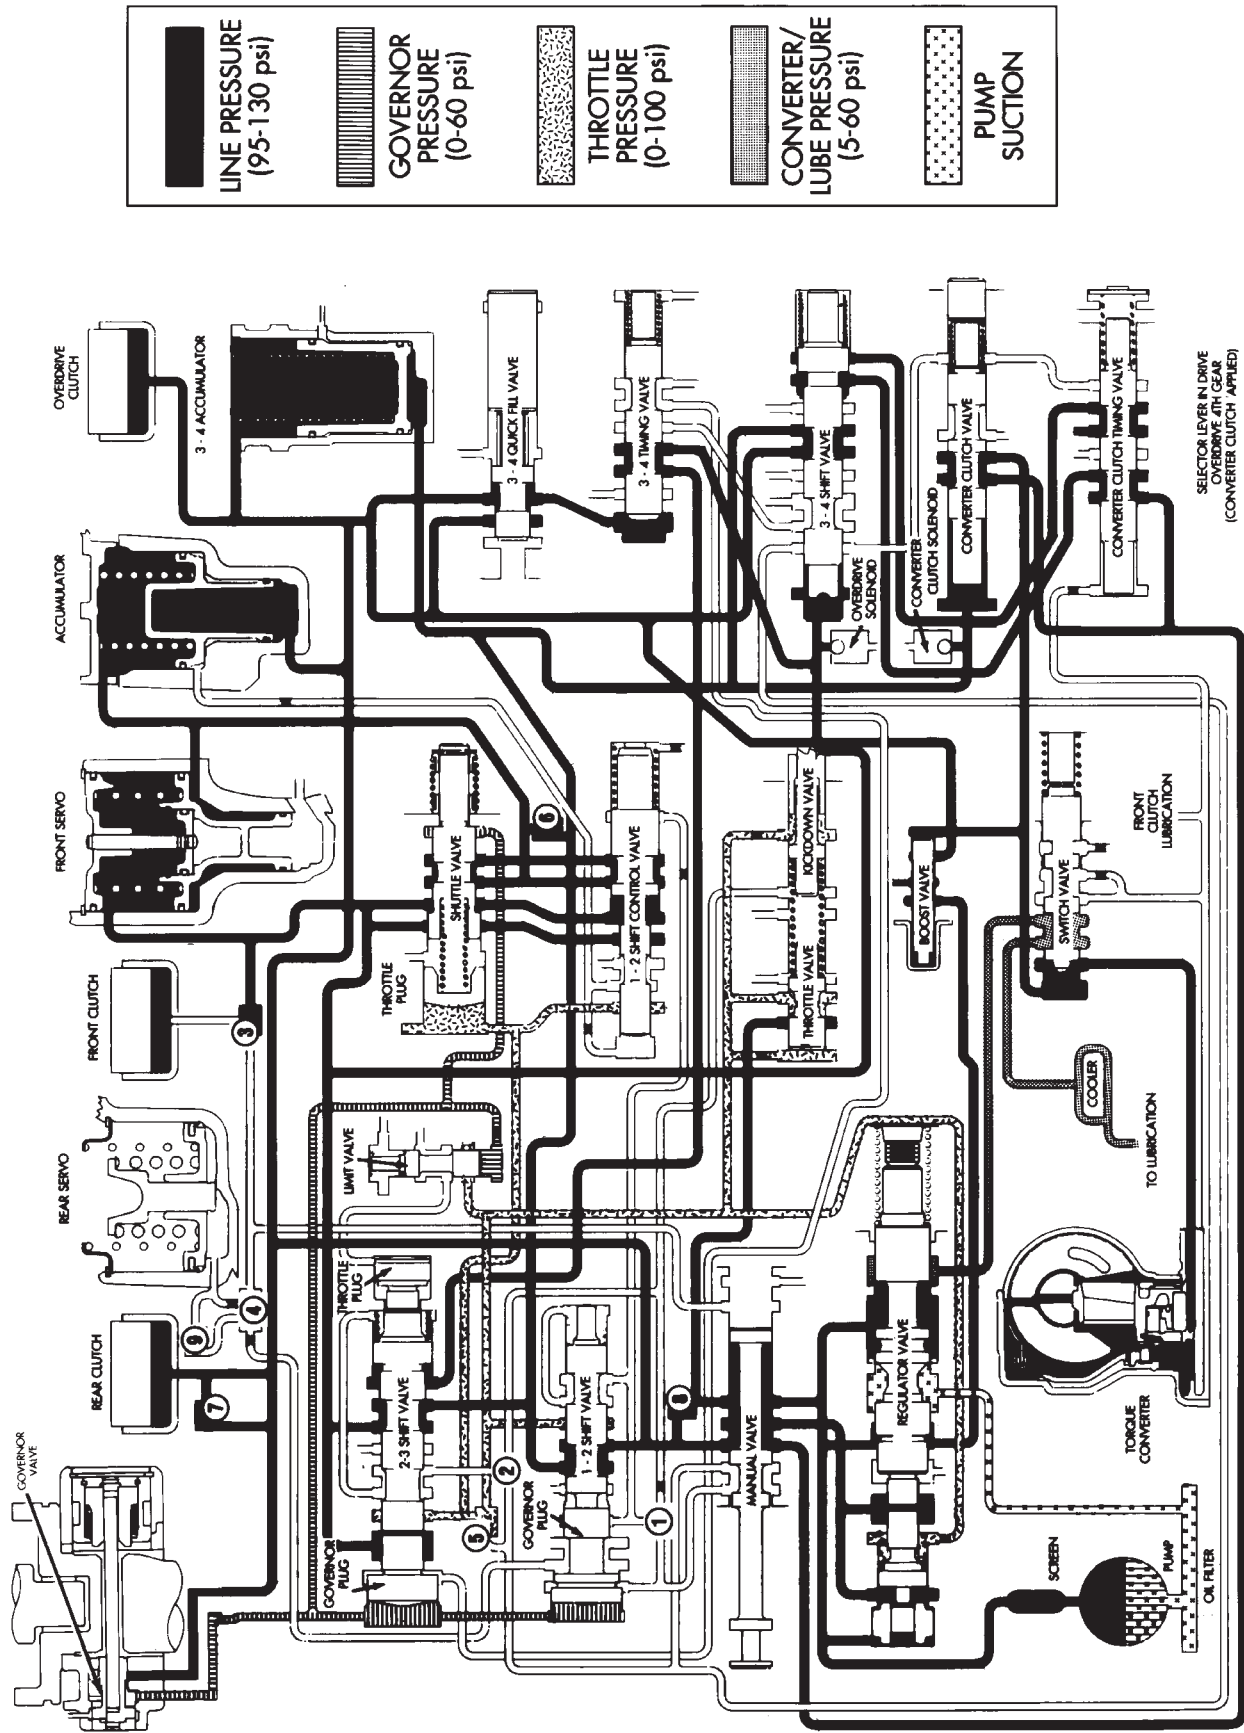 LINE PRESSURE
(95-130 psi)
GOVERNOR
PRESSURE
(0-60 psi)
THROTTLE
PRESSURE
(0-100 psi)
CONVERTER/
LUBE PRESSURE
(5-60 psi)
PUMP
SUCTION
GOVERNOR
VALVE
REAR CLUTCH
REAR SERVO
FRONT CLUTCH
FRONT SERVO
ACCUMULATOR
3 - 4 ACCUMULATOR
OVERDRIVE
CLUTCH
7
9
4
3
6
GOVERNOR
PLUG
2-3 SHIFT VALVE
THROTTLE
PLUG
LIMIT VALVE
THROTTLE
PLUG
SHUTTLE VALVE
3 - 4 QUICK FILL VALVE
5
2
GOVERNOR
PLUG
1 - 2 SHIFT VALVE
1 - 2 SHIFT CONTROL VALVE
3 - 4 TIMING VALVE
1
8
MANUAL VALVE
THROTTLE VALVE
KICKDOWN VALVE
3 - 4 SHIFT VALVE
OVERDRIVE
SOLENOID
REGULATOR VALVE
BOOST VALVE
CONVERTER
CLUTCH SOLENOID
CONVERTER CLUTCH VALVE
SWITCH VALVE
CONVERTER CLUTCH TIMING VALVE
SCREEN
PUMP
OIL FILTER
TORQUE
CONVERTER
COOLER
TO LUBRICATION
FRONT
CLUTCH
LUBRICATION
SELECTOR LEVER IN DRIVE
OVERDRIVE 4TH GEAR
(CONVERTER CLUTCH APPLIED)